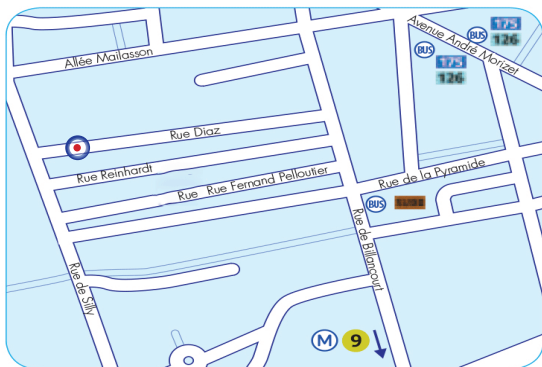 Allée Mailasson
Avenue André Morizet
BUS
175
126
BUS
175
126
Rue Diaz
Rue Reinhardt
Rue Rue Fernand Pelloutier
Rue de la Pyramide
BUS
Rue de Billancourt
Rue de Silly
M 9